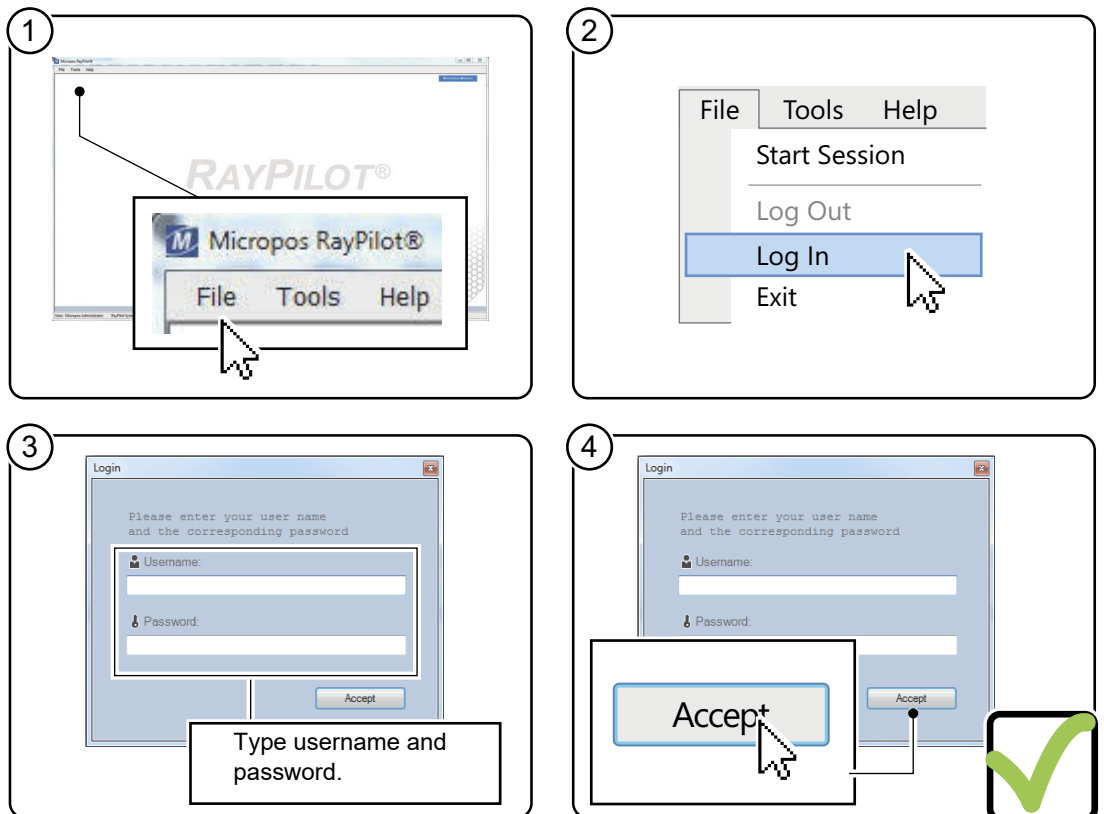 1
Micropos RayPilot®
File Tools Help
RAYPILOT®
Micropos RayPilot®
File Tools Help
2
File Tools Help
Start Session
Log Out
Log In
Exit
3
Login
Please enter your user name
and the corresponding password
Username:
Password:
Accept
Type username and
password.
4
Login
Please enter your user name
and the corresponding password
Username:
Password:
Accept
Accept